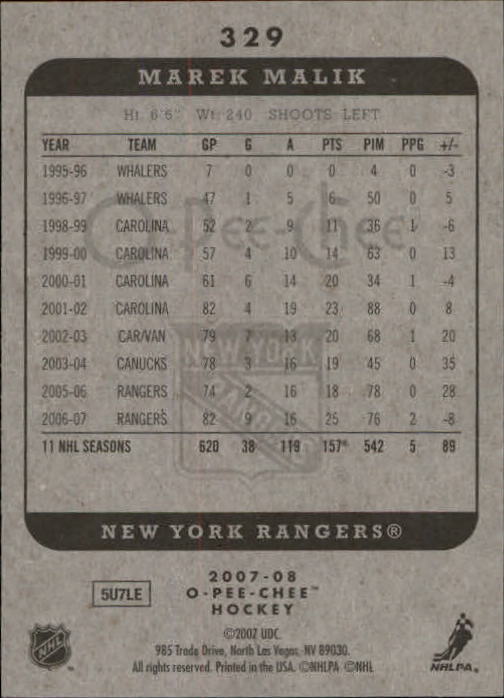 329
MAREK MALIK
Ht 6'6" Wt 240 SHOOTS LEFT
YEAR TEAM GP G A PTS PIM PPG +/-
1995-96 WHALERS 7 0 0 0 4 0 -3
1996-97 WHALERS 47 1 5 6 50 0 5
1998-99 CAROLINA 52 2 9 11 36 1 -6
1999-00 CAROLINA 57 4 10 14 63 0 13
2000-01 CAROLINA 61 6 14 20 34 1 -4
2001-02 CAROLINA 82 4 19 23 88 0 8
2002-03 CAR/VAN 79 7 13 20 68 1 20
2003-04 CANUCKS 78 3 16 19 45 0 35
2005-06 RANGERS 74 2 16 18 78 0 28
2006-07 RANGERS 82 9 16 25 76 2 -8
11 NHL SEASONS 620 38 119 157* 542 5 89
O-Pee-Chee
NEW YORK
RANGERS
NEW YORK RANGERS®
2007-08
5U7LE O-PEE-CHEE™
HOCKEY
©2007 UDC.
985 Trade Drive, North Las Vegas, NV 89030.
All rights reserved. Printed in the USA. ©NHLPA ©NHL
NHL
NHLPA